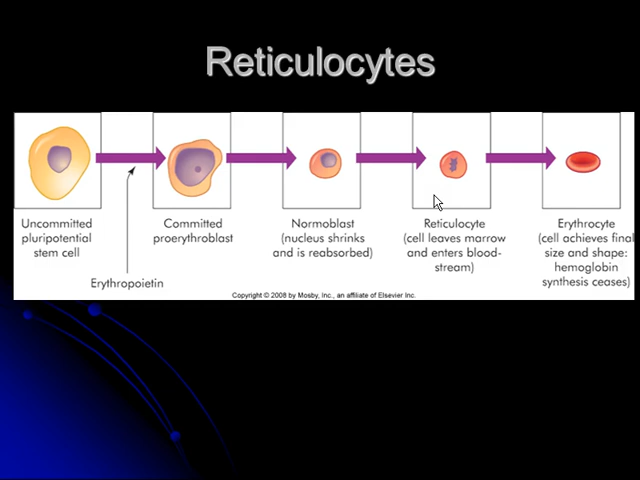 Reticulocytes
Uncommitted
pluripotential
stem cell
Committed
proerythroblast
Normoblast
(nucleus shrinks
and is reabsorbed)
Reticulocyte
(cell leaves marrow
and enters blood-
stream)
Erythrocyte
(cell achieves final
size and shape:
hemoglobin
synthesis ceases)
Erythropoietin
Copyright © 2008 by Mosby, Inc., an affiliate of Elsevier Inc.